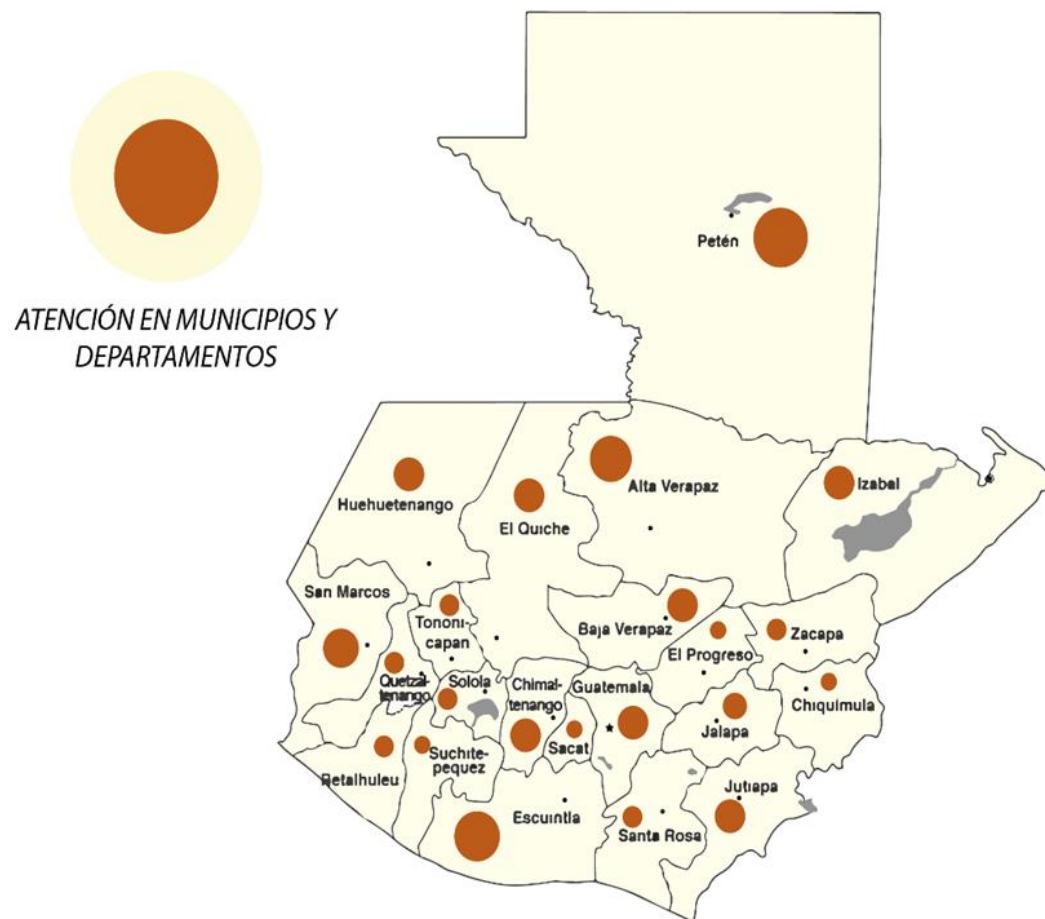 ATENCIÓN EN MUNICIPIOS Y
DEPARTAMENTOS
Petén
Huehuetenango
El Quiche
Alta Verapaz
Izabal
San Marcos
Tononi-
capan
Baja Verapaz
El Progreso
Zacapa
Quetzal-
tenango
Solola
Chimal-
tenango
Guatemala
Jalapa
Chiquimula
Retalhuleu
Suchite-
pequez
Sacat
Escuintla
Santa Rosa
Jutiapa